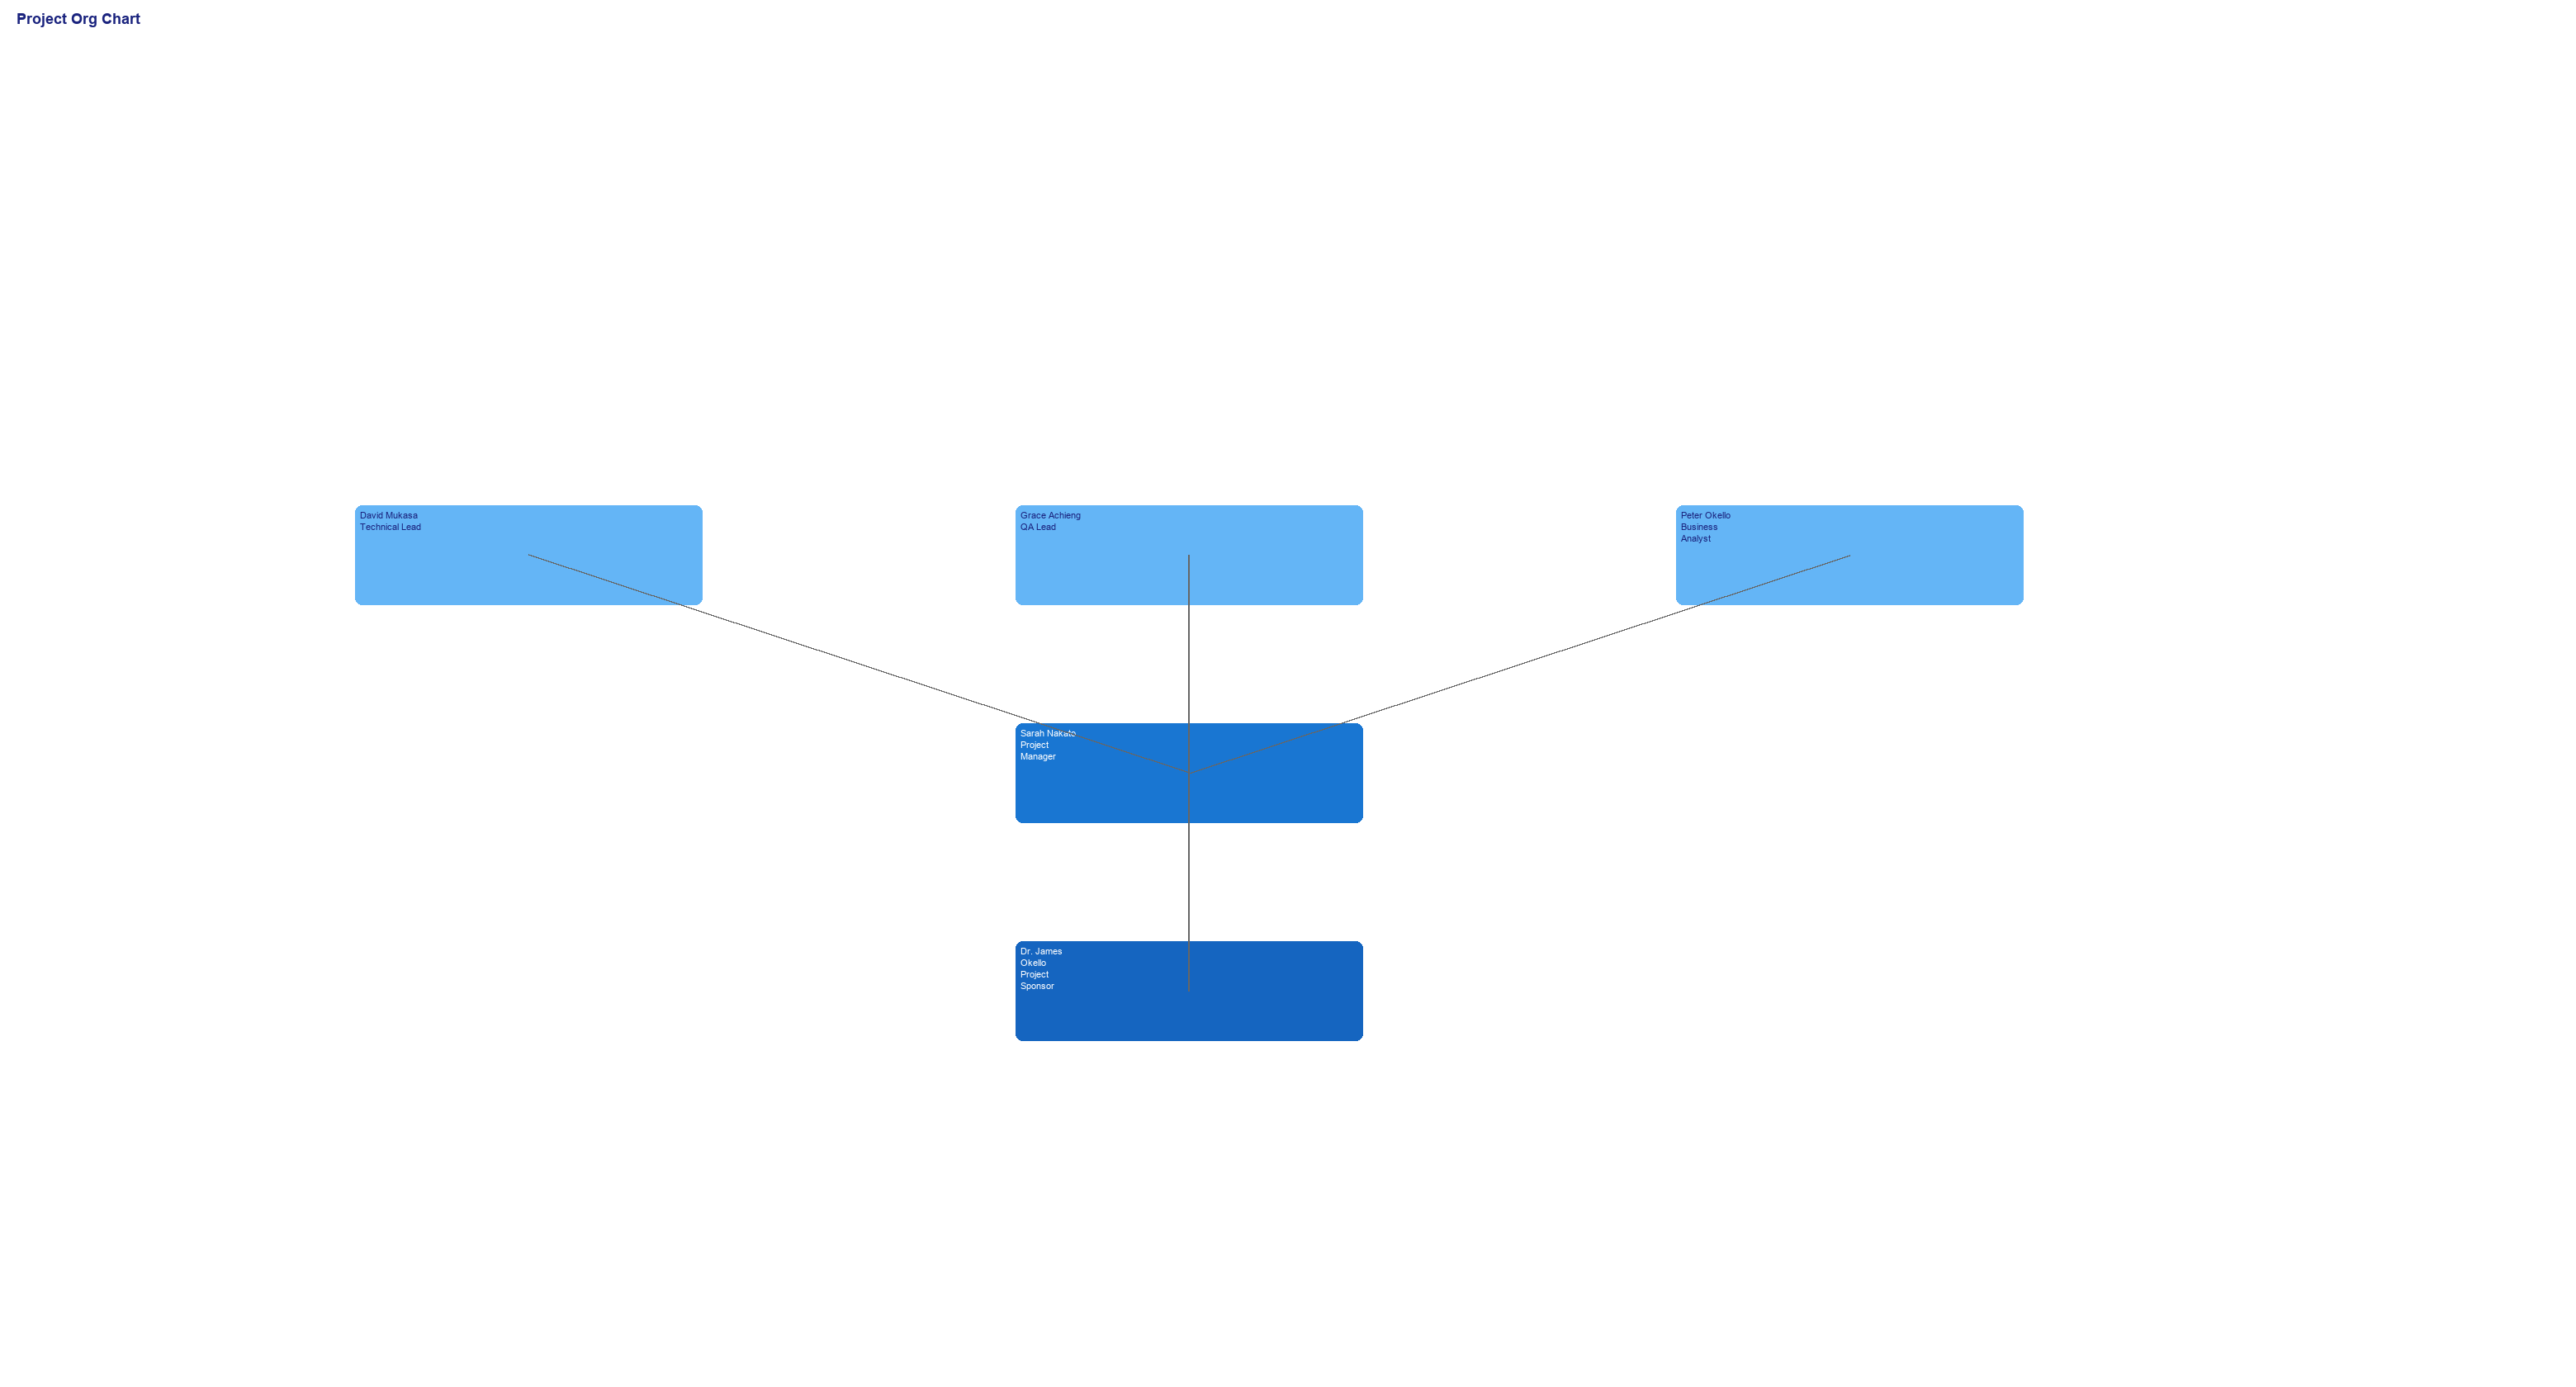 Project Org Chart
David Mukasa
Technical Lead
Grace Achieng
QA Lead
Peter Okello
Business
Analyst
Sarah Nakato
Project
Manager
Dr. James
Okello
Project
Sponsor